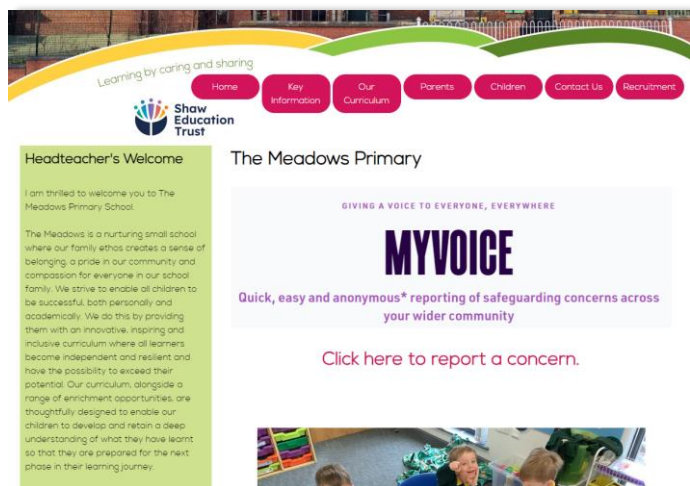 Learning by caring and sharing
Home
Key
Information
Our
Curriculum
Parents
Children
Contact Us
Recruitment
Shaw
Education
Trust
Headteacher's Welcome
I am thrilled to welcome you to The
Meadows Primary School.
The Meadows is a nurturing small school
where our family ethos creates a sense of
belonging, a pride in our community and
compassion for everyone in our school
family. We strive to enable all children to
be successful, both personally and
academically. We do this by providing
them with an innovative, inspiring and
inclusive curriculum where all learners
become independent and resilient and
have the possibility to exceed their
potential. Our curriculum, alongside a
range of enrichment opportunities, are
thoughtfully designed to enable our
children to develop and retain a deep
understanding of what they have learnt
so that they are prepared for the next
phase in their learning journey.
The Meadows Primary
GIVING A VOICE TO EVERYONE, EVERYWHERE
MYVOICE
Quick, easy and anonymous* reporting of safeguarding concerns across
your wider community
Click here to report a concern.